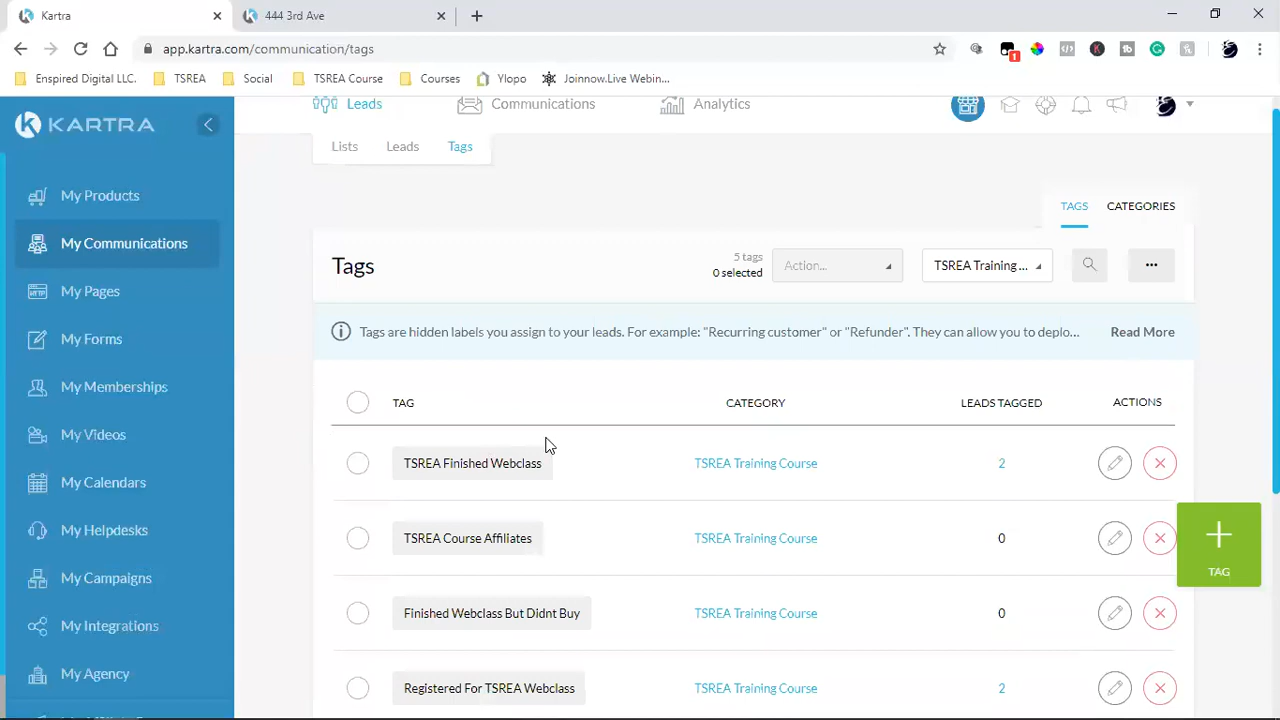 Kartra
444 3rd Ave
app.kartra.com/communication/tags
1
Enspired Digital LLC.
TSREA
Social
TSREA Course
Courses
Ylopo
Joinnow.Live Webin...
KARTRA
Leads
Communications
Analytics
Lists
Leads
Tags
My Products
My Communications
My Pages
My Forms
My Memberships
My Videos
My Calendars
My Helpdesks
My Campaigns
My Integrations
My Agency
TAGS
CATEGORIES
Tags
5 tags
0 selected
Action...
TSREA Training ...
Tags are hidden labels you assign to your leads. For example: "Recurring customer" or "Refunder". They can allow you to deplo...
Read More
TAG
CATEGORY
LEADS TAGGED
ACTIONS
TSREA Finished Webclass
TSREA Training Course
2
TSREA Course Affiliates
TSREA Training Course
0
Finished Webclass But Didnt Buy
TSREA Training Course
0
Registered For TSREA Webclass
TSREA Training Course
2
TAG